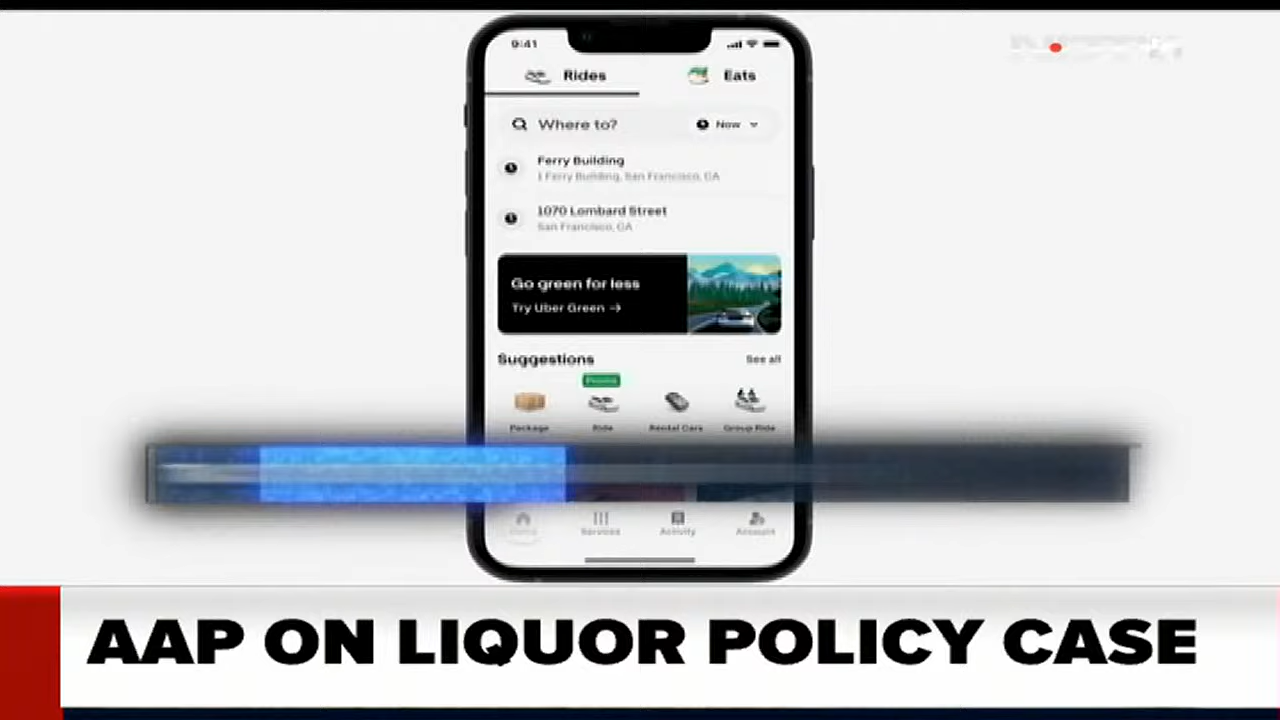 9:41
Rides
Eats
Where to?
Now
Ferry Building
1 Ferry Building, San Francisco, CA
1070 Lombard Street
San Francisco, CA
Go green for less
Try Uber Green →
Suggestions
See all
Promo
Package
Ride
Rental Cars
Group Ride
Services
Activity
Account
AAP ON LIQUOR POLICY CASE